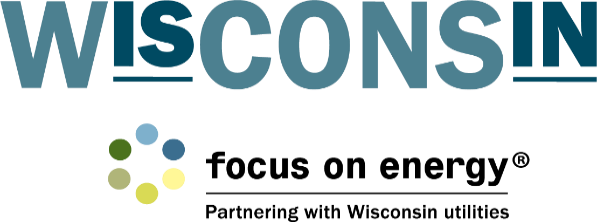 WISCONSIN
focus on energy®
Partnering with Wisconsin utilities